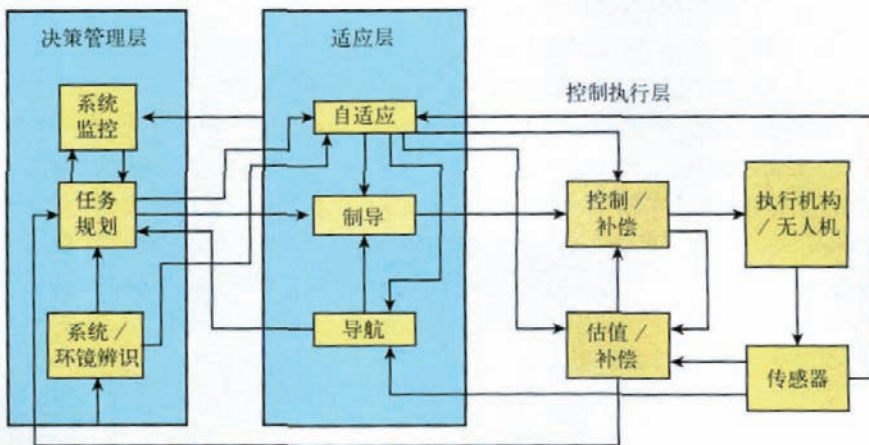 决策管理层
适应层
控制执行层
系统
监控
自适应
任务
规划
制导
控制／
补偿
执行机构
／无人机
系统／
环镜辨识
导航
估值／
补偿
传感器